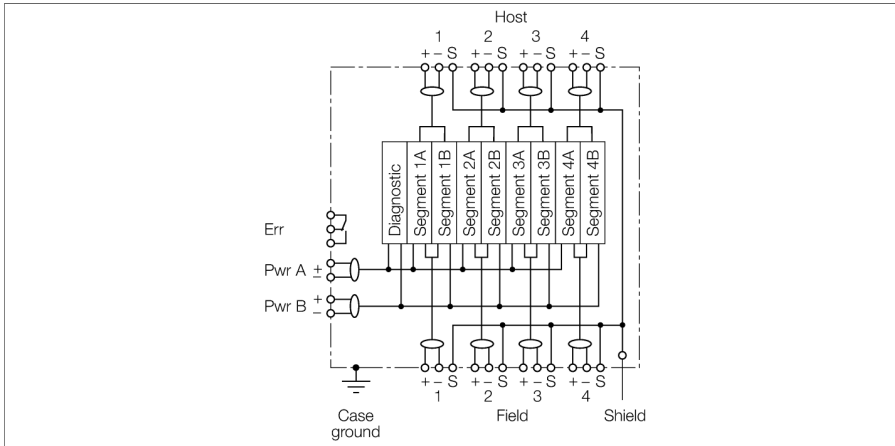 Host
1 2 3 4
+ − S + − S + − S + − S
Diagnostic
Segment 1A
Segment 1B
Segment 2A
Segment 2B
Segment 3A
Segment 3B
Segment 4A
Segment 4B
Err
Pwr A + −
Pwr B + −
+ − S + − S + − S + − S
1 2 3 4
Case ground
Field
Shield